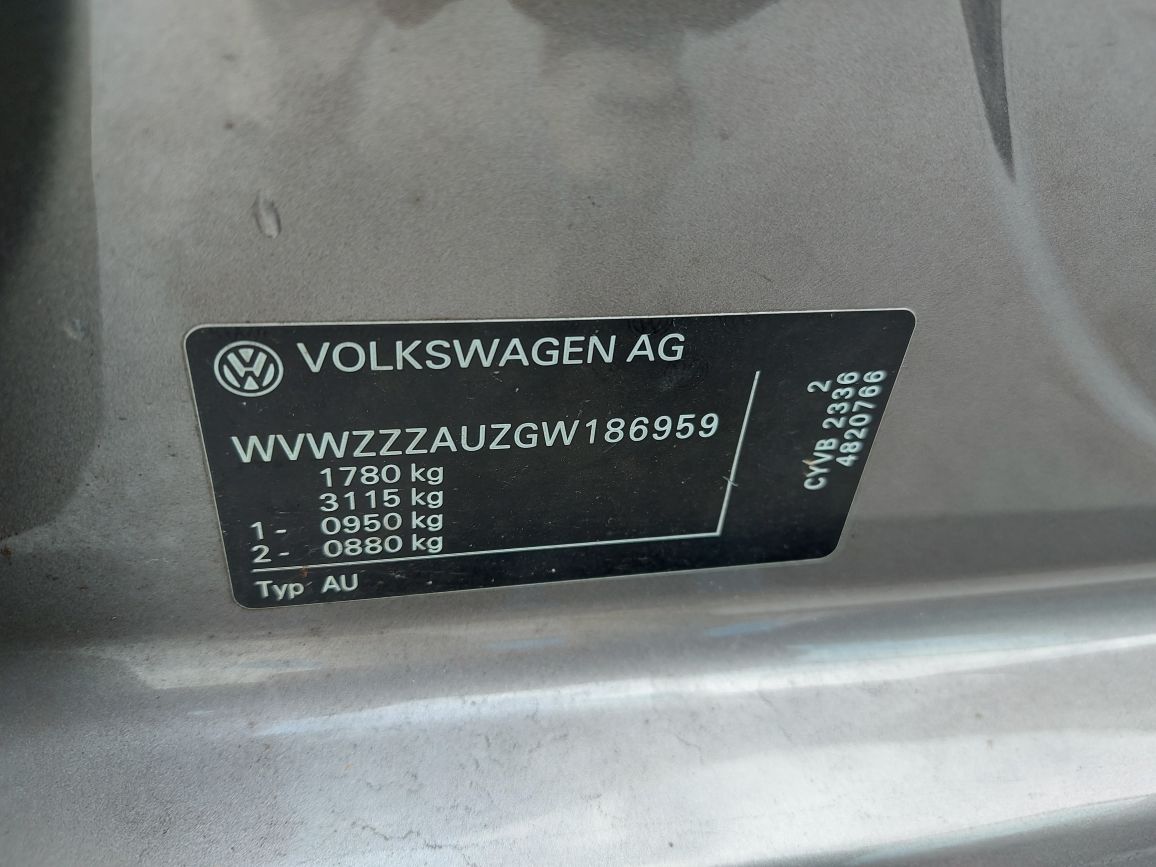 VOLKSWAGEN AG
WVWZZZAUZGW186959
1780 kg
3115 kg
1- 0950 kg
2- 0880 kg
Typ AU
2
CYVB 2336
4820766